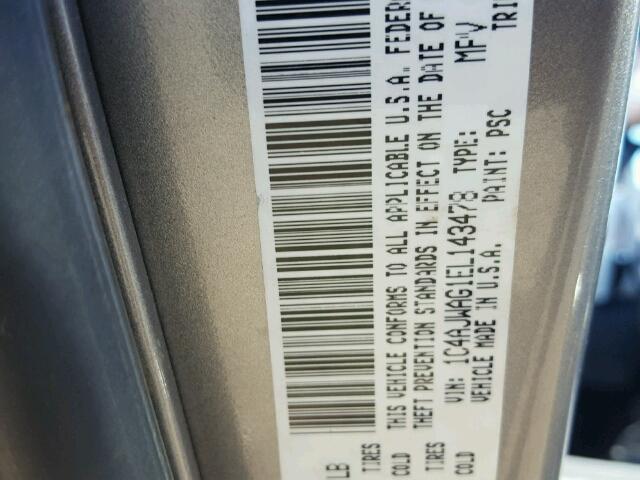 LB
TIRES
COLD
TIRES
COLD
THIS VEHICLE CONFORMS TO ALL APPLICABLE U.S.A. FEDER
THEFT PREVENTION STANDARDS IN EFFECT ON THE DATE OF
VIN: 1C4AJWAG1EL143478 TYPE: MPV
VEHICLE MADE IN U.S.A. PAINT: PSC TRI